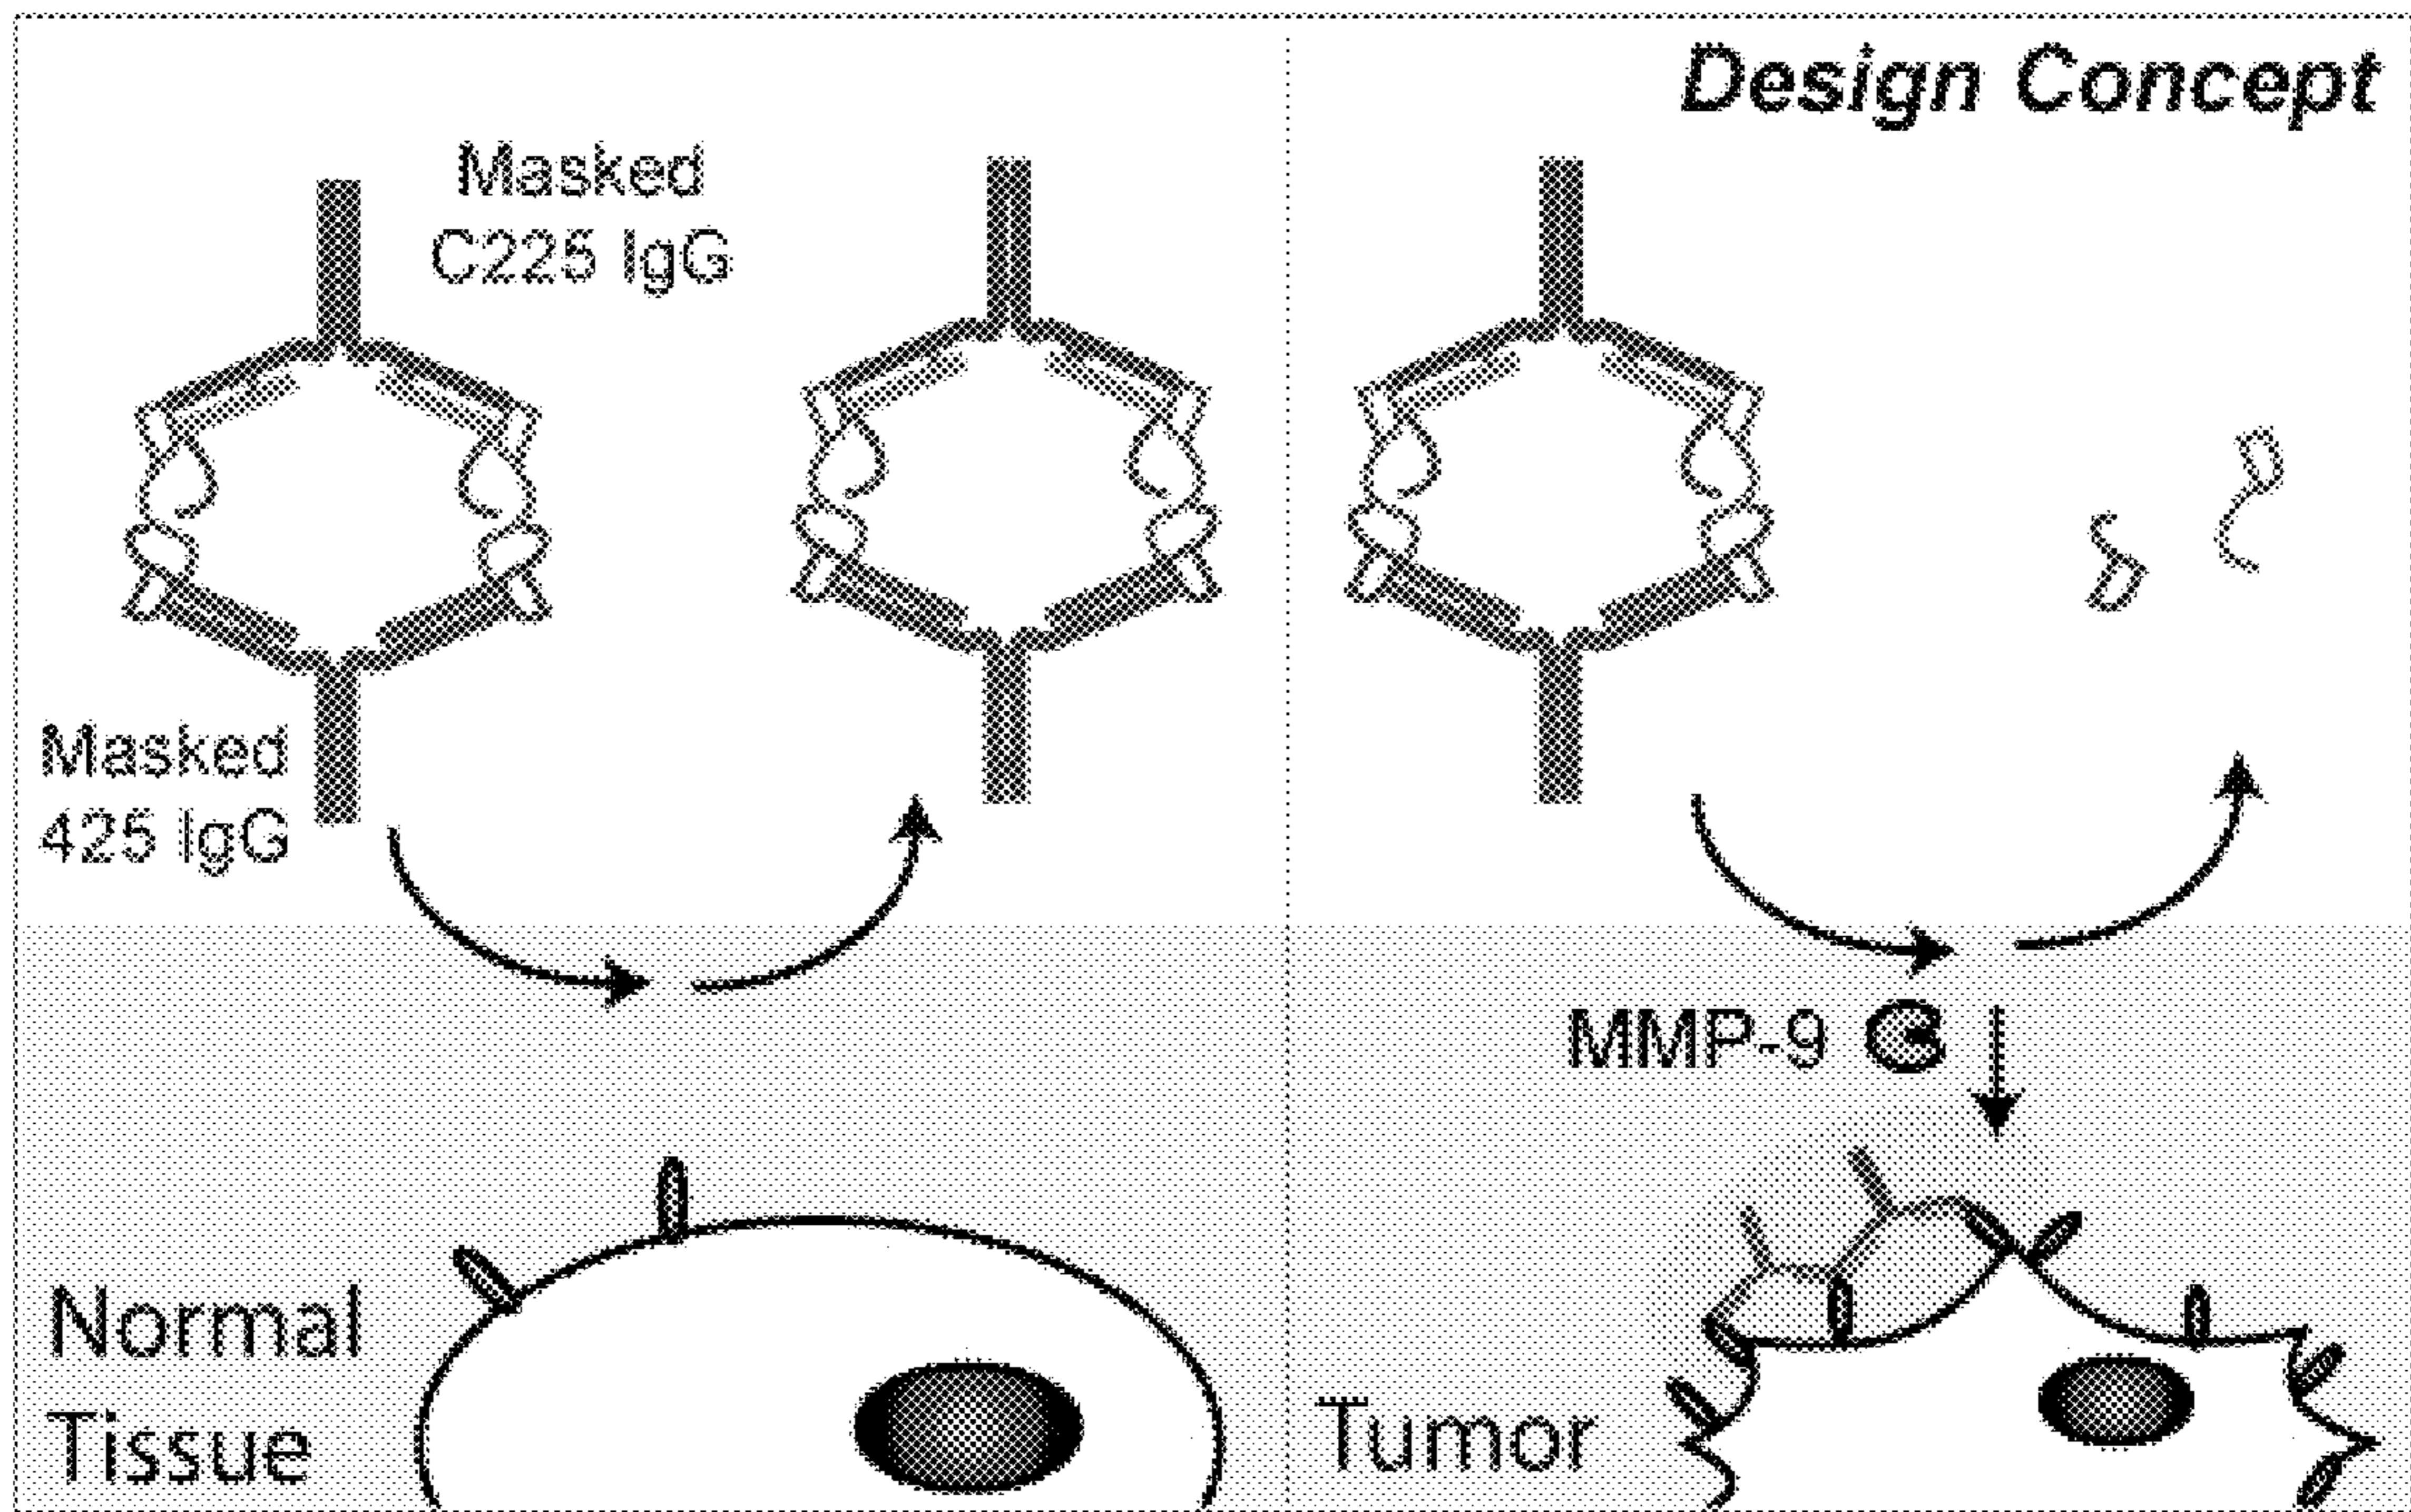 Design Concept
Masked
C225 IgG
Masked
425 IgG
MMP-9
Normal
Tissue
Tumor